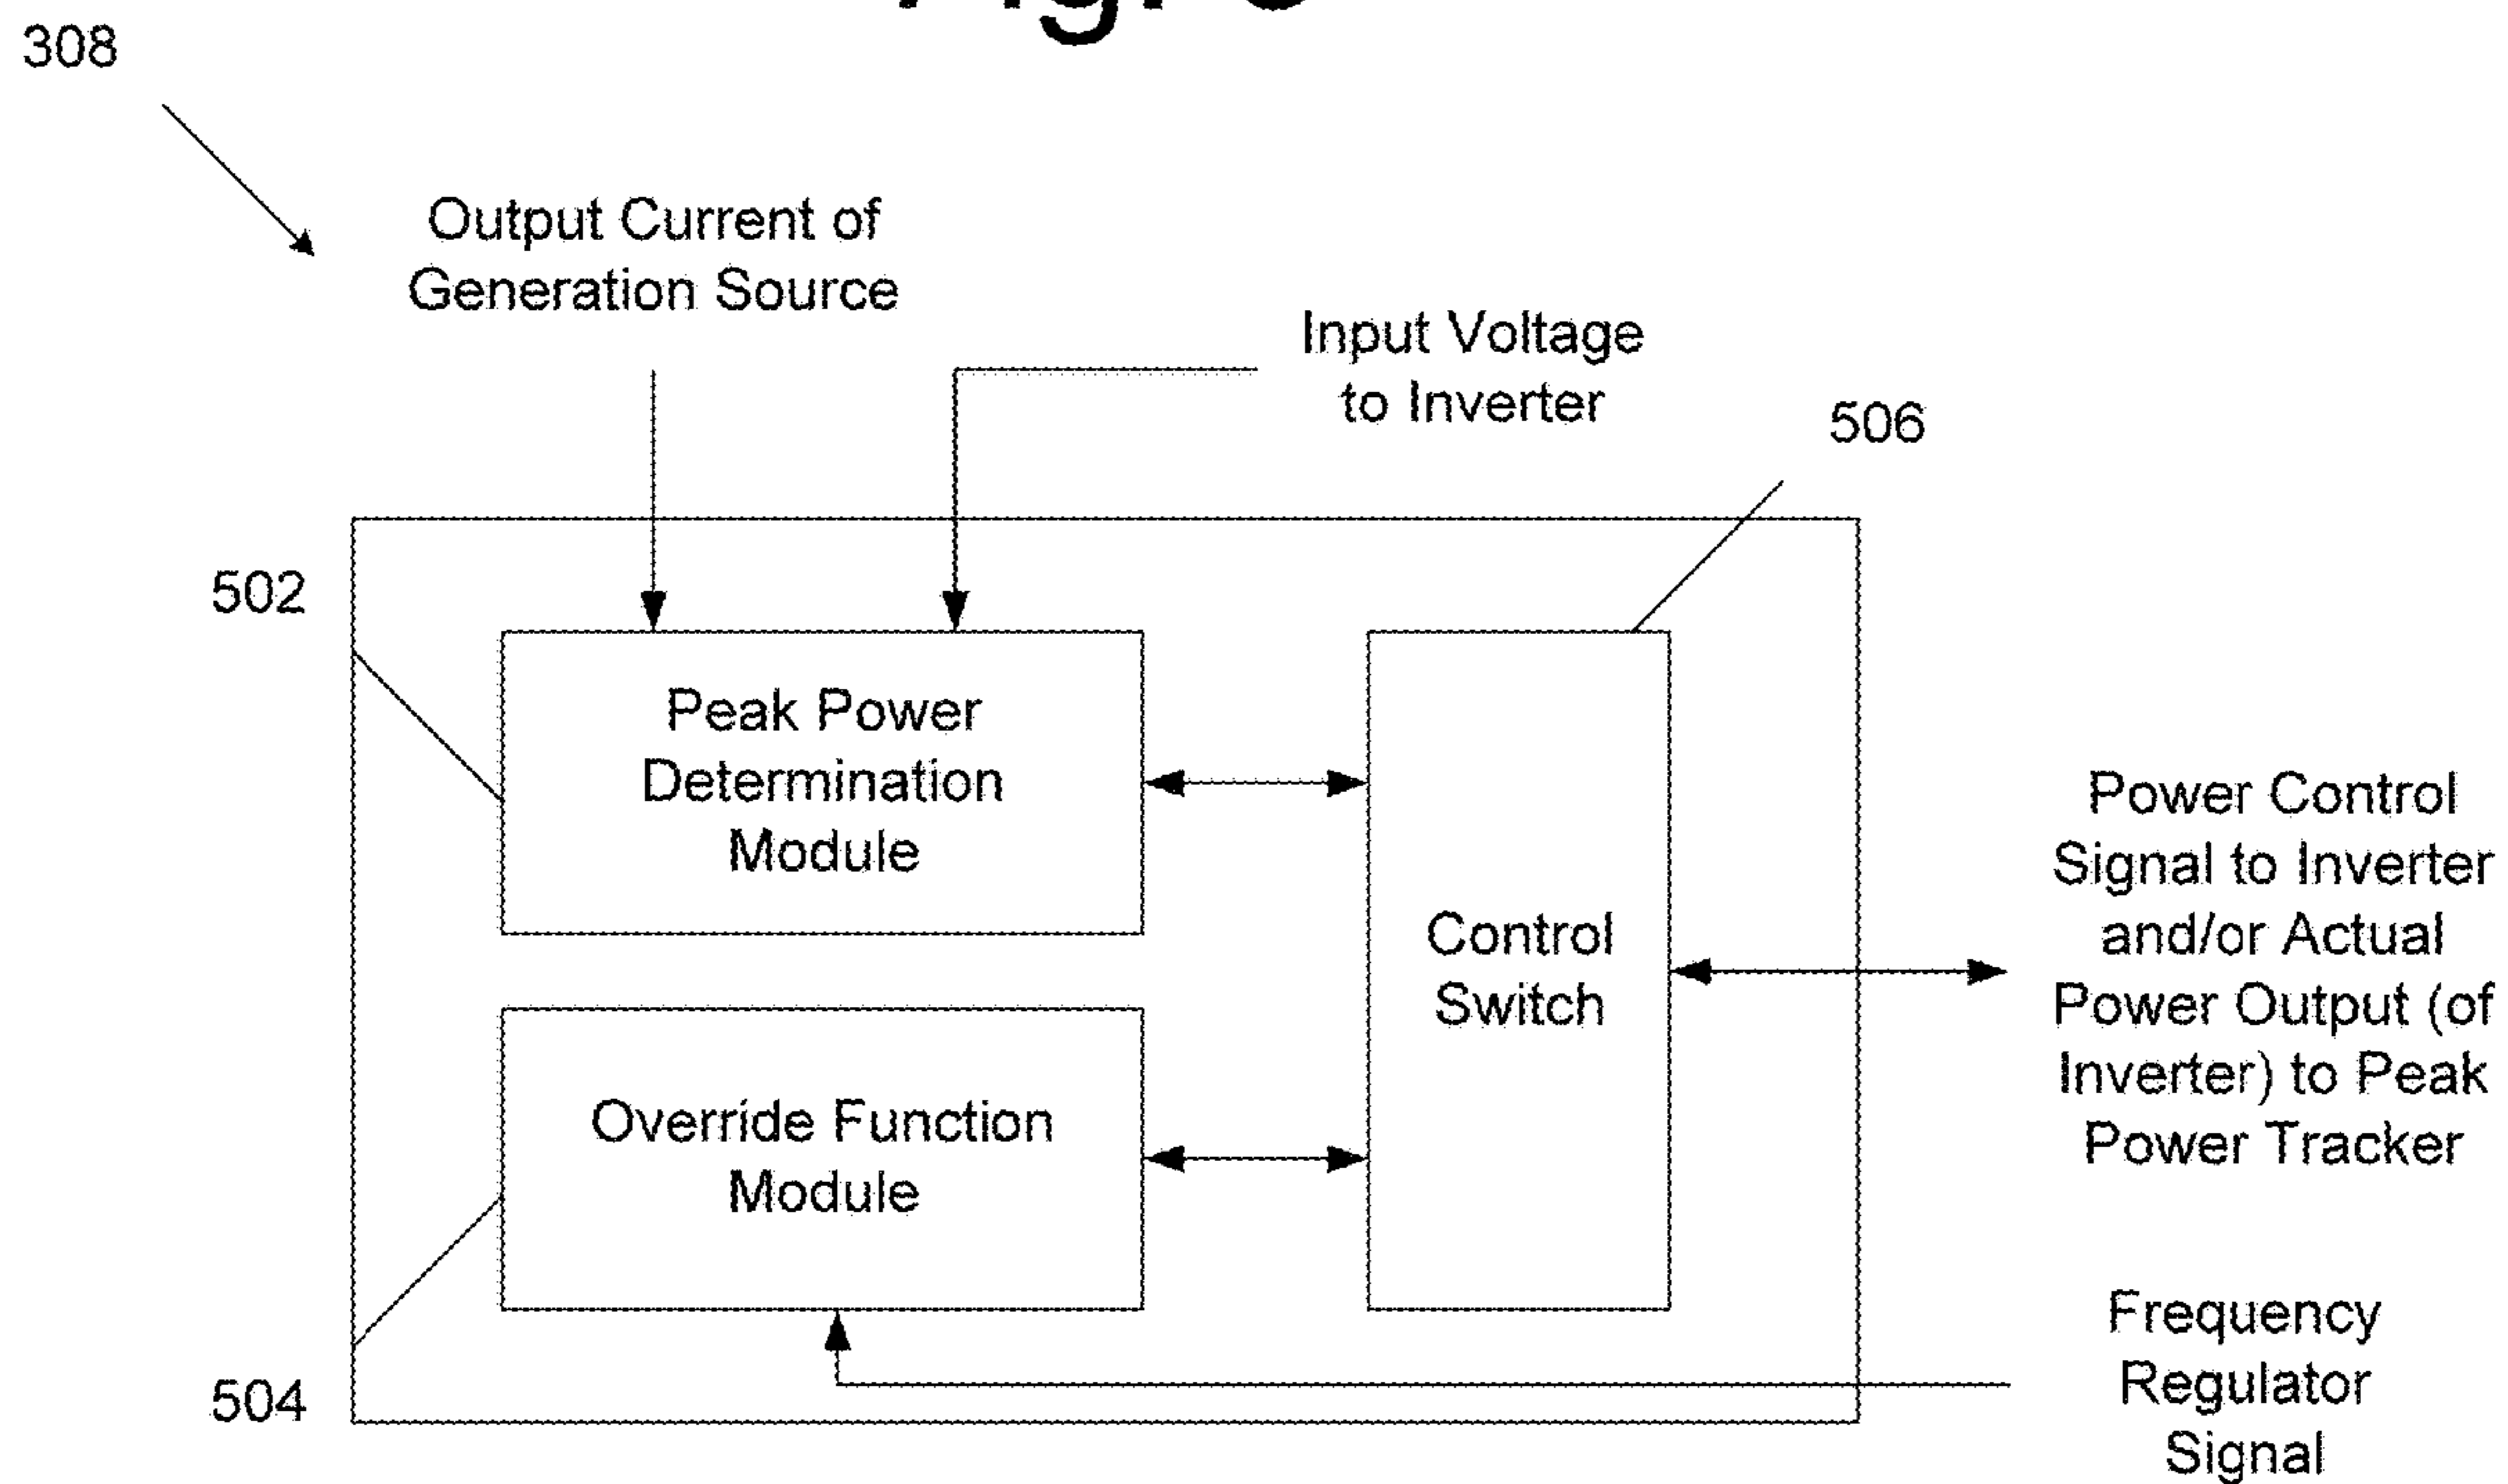 308
Output Current of
Generation Source
Input Voltage
to Inverter
506
502
Peak Power
Determination
Module
Control
Switch
Override Function
Module
504
Power Control
Signal to Inverter
and/or Actual
Power Output (of
Inverter) to Peak
Power Tracker
Frequency
Regulator
Signal